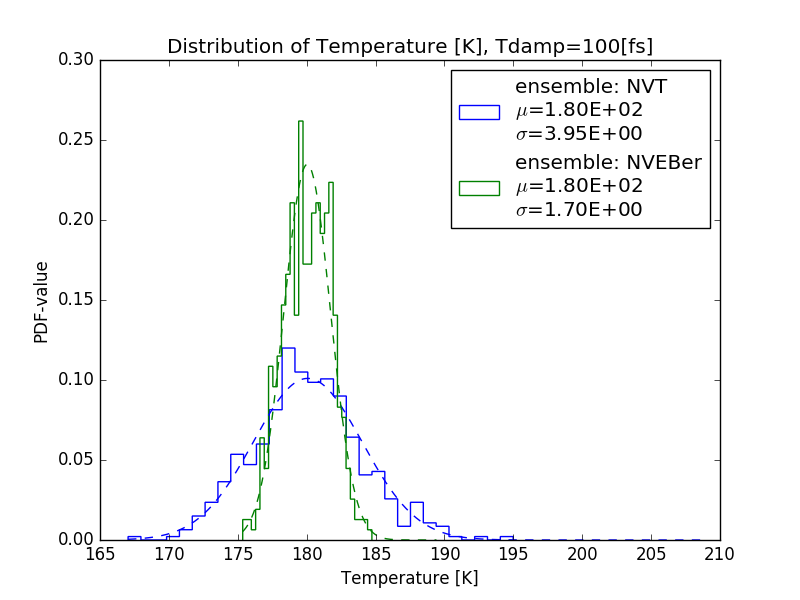 Distribution of Temperature [K], Tdamp=100[fs]
ensemble: NVT
μ=1.80E+02
σ=3.95E+00
ensemble: NVEBer
μ=1.80E+02
σ=1.70E+00
0.30
0.25
0.20
0.15
0.10
0.05
0.00
PDF-value
165 170 175 180 185 190 195 200 205 210
Temperature [K]